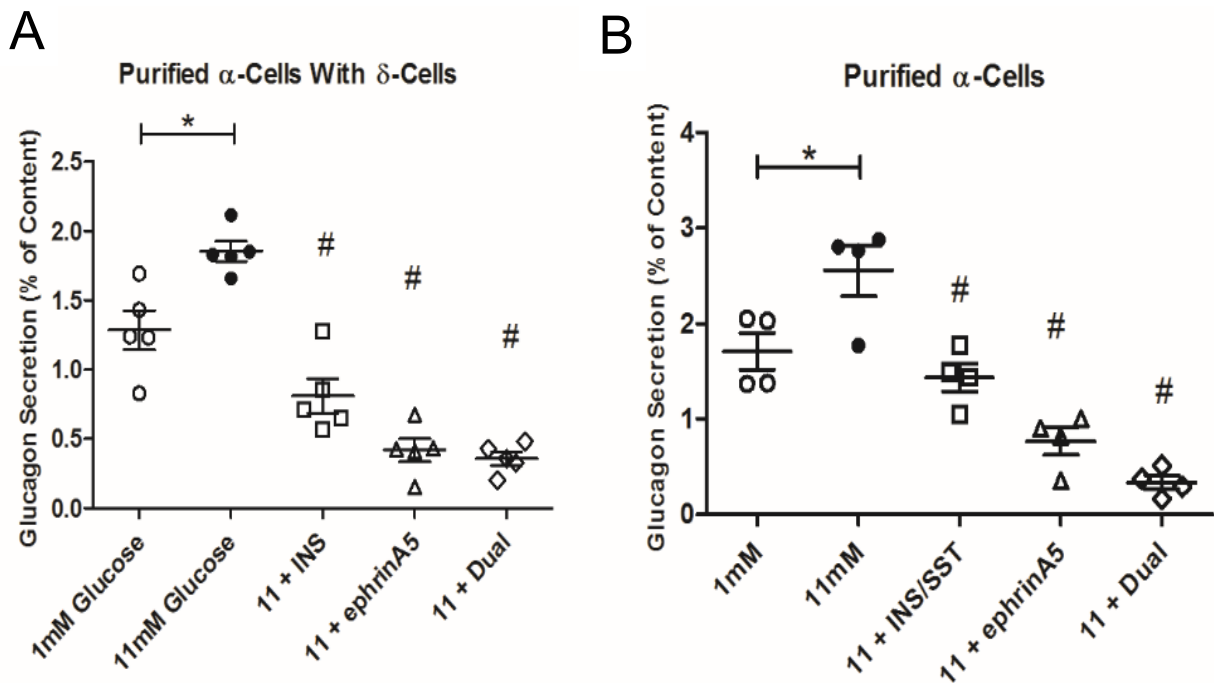 A
Purified α-Cells With δ-Cells
*
Glucagon Secretion (% of Content)
2.5
2.0
1.5
1.0
0.5
0.0
#
#
#
1mM Glucose
11mM Glucose
11 + INS
11 + ephrinA5
11 + Dual
B
Purified α-Cells
*
Glucagon Secretion (% of Content)
4
3
2
1
0
#
#
#
1mM
11mM
11 + INS/SST
11 + ephrinA5
11 + Dual